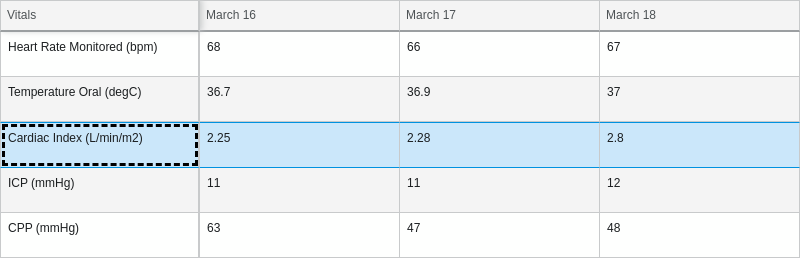 Vitals March 16 March 17 March 18
Heart Rate Monitored (bpm) 68 66 67
Temperature Oral (degC) 36.7 36.9 37
Cardiac Index (L/min/m2) 2.25 2.28 2.8
ICP (mmHg) 11 11 12
CPP (mmHg) 63 47 48